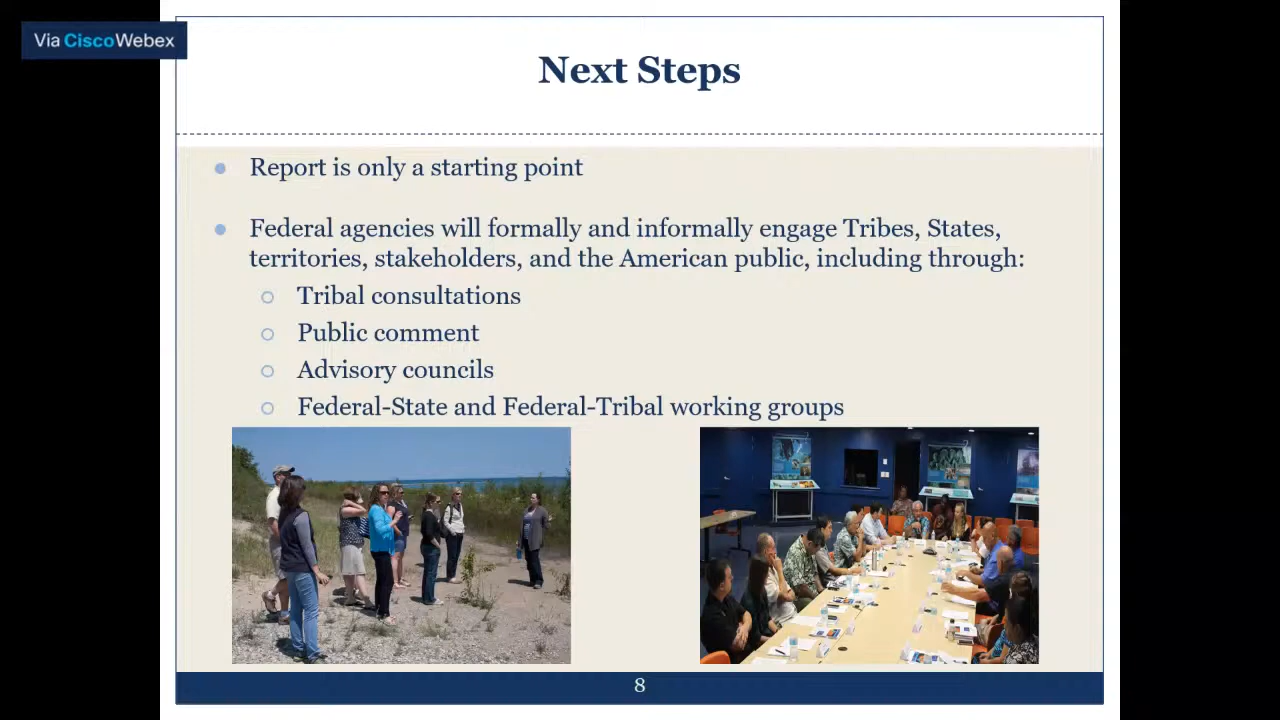 Via CiscoWebex
Next Steps
Report is only a starting point
Federal agencies will formally and informally engage Tribes, States,
territories, stakeholders, and the American public, including through:
Tribal consultations
Public comment
Advisory councils
Federal-State and Federal-Tribal working groups
8